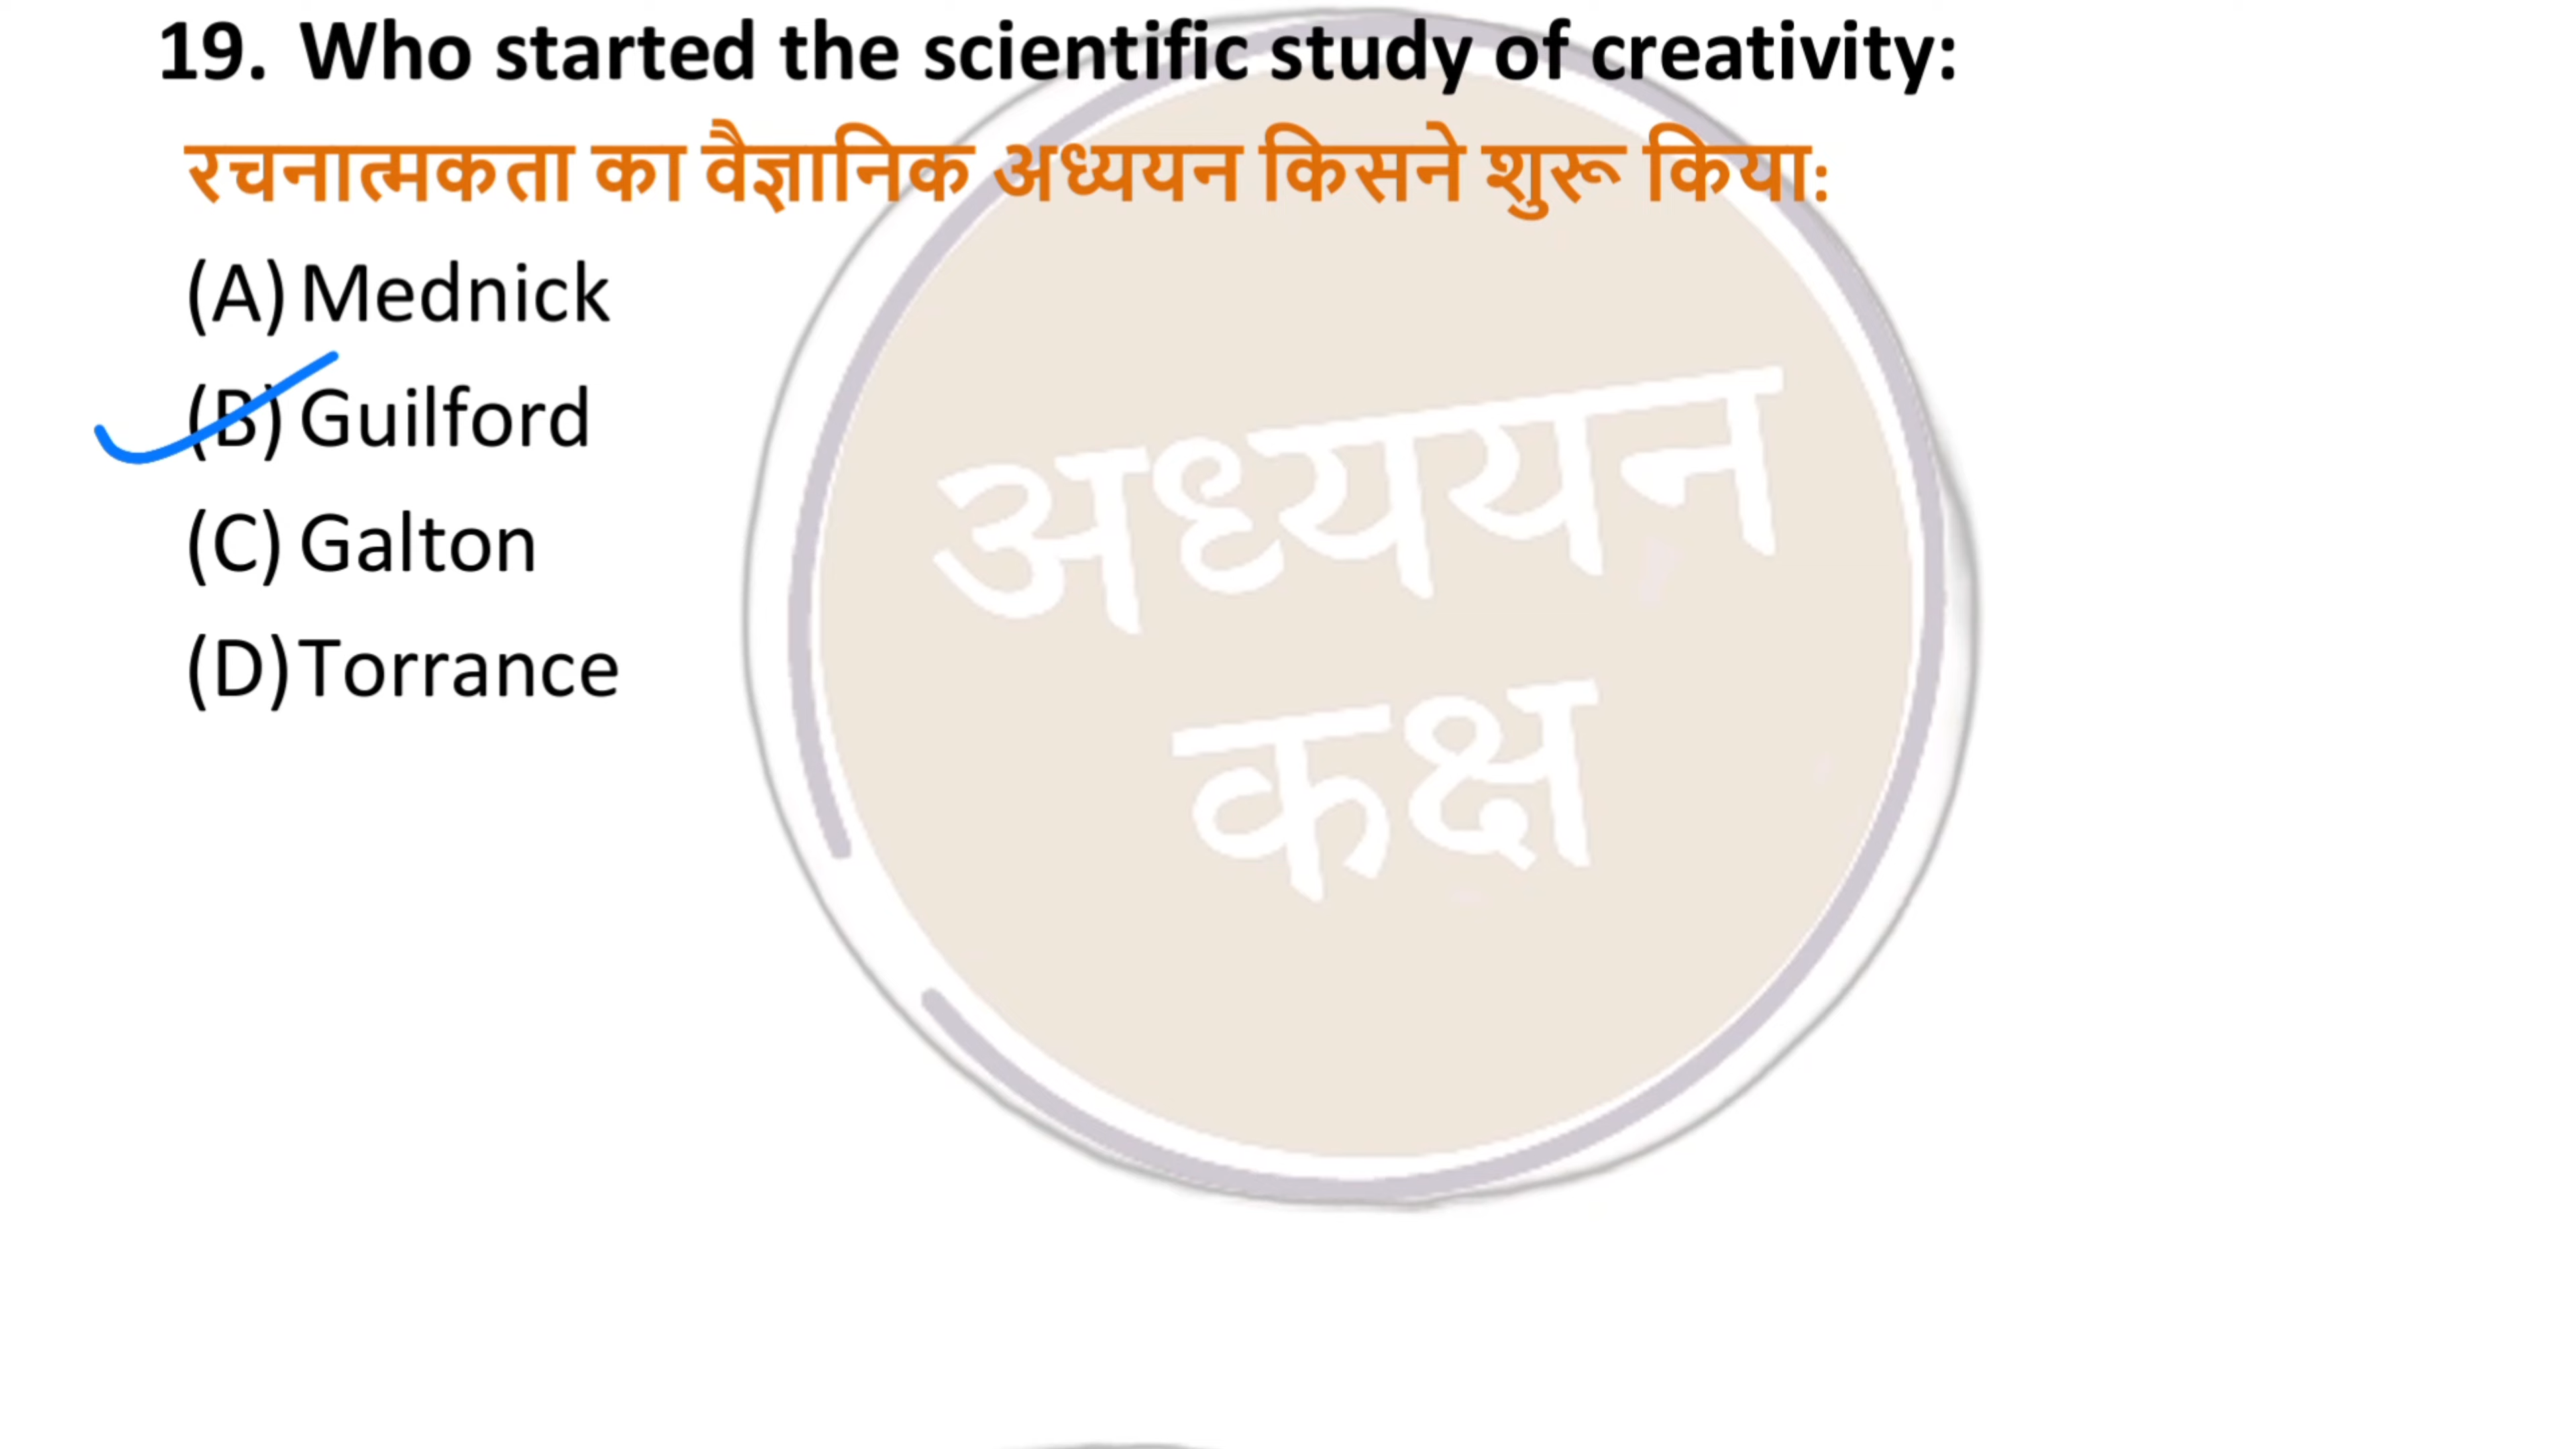 19. Who started the scientific study of creativity:
रचनात्मकता का वैज्ञानिक अध्ययन किसने शुरू किया:
(A) Mednick
(B) Guilford
(C) Galton
(D) Torrance
अध्ययन
कक्ष